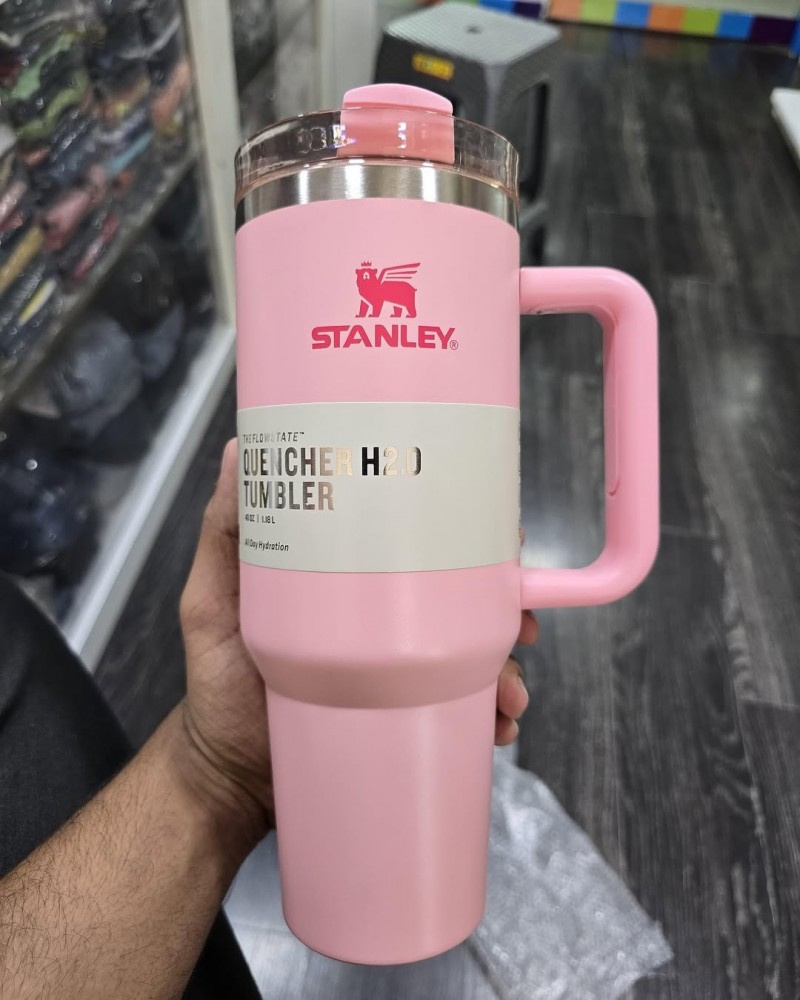 STANLEY®
THE FLOWSTATE™
QUENCHER H2.0
TUMBLER
40 OZ | 1.18 L
All Day Hydration